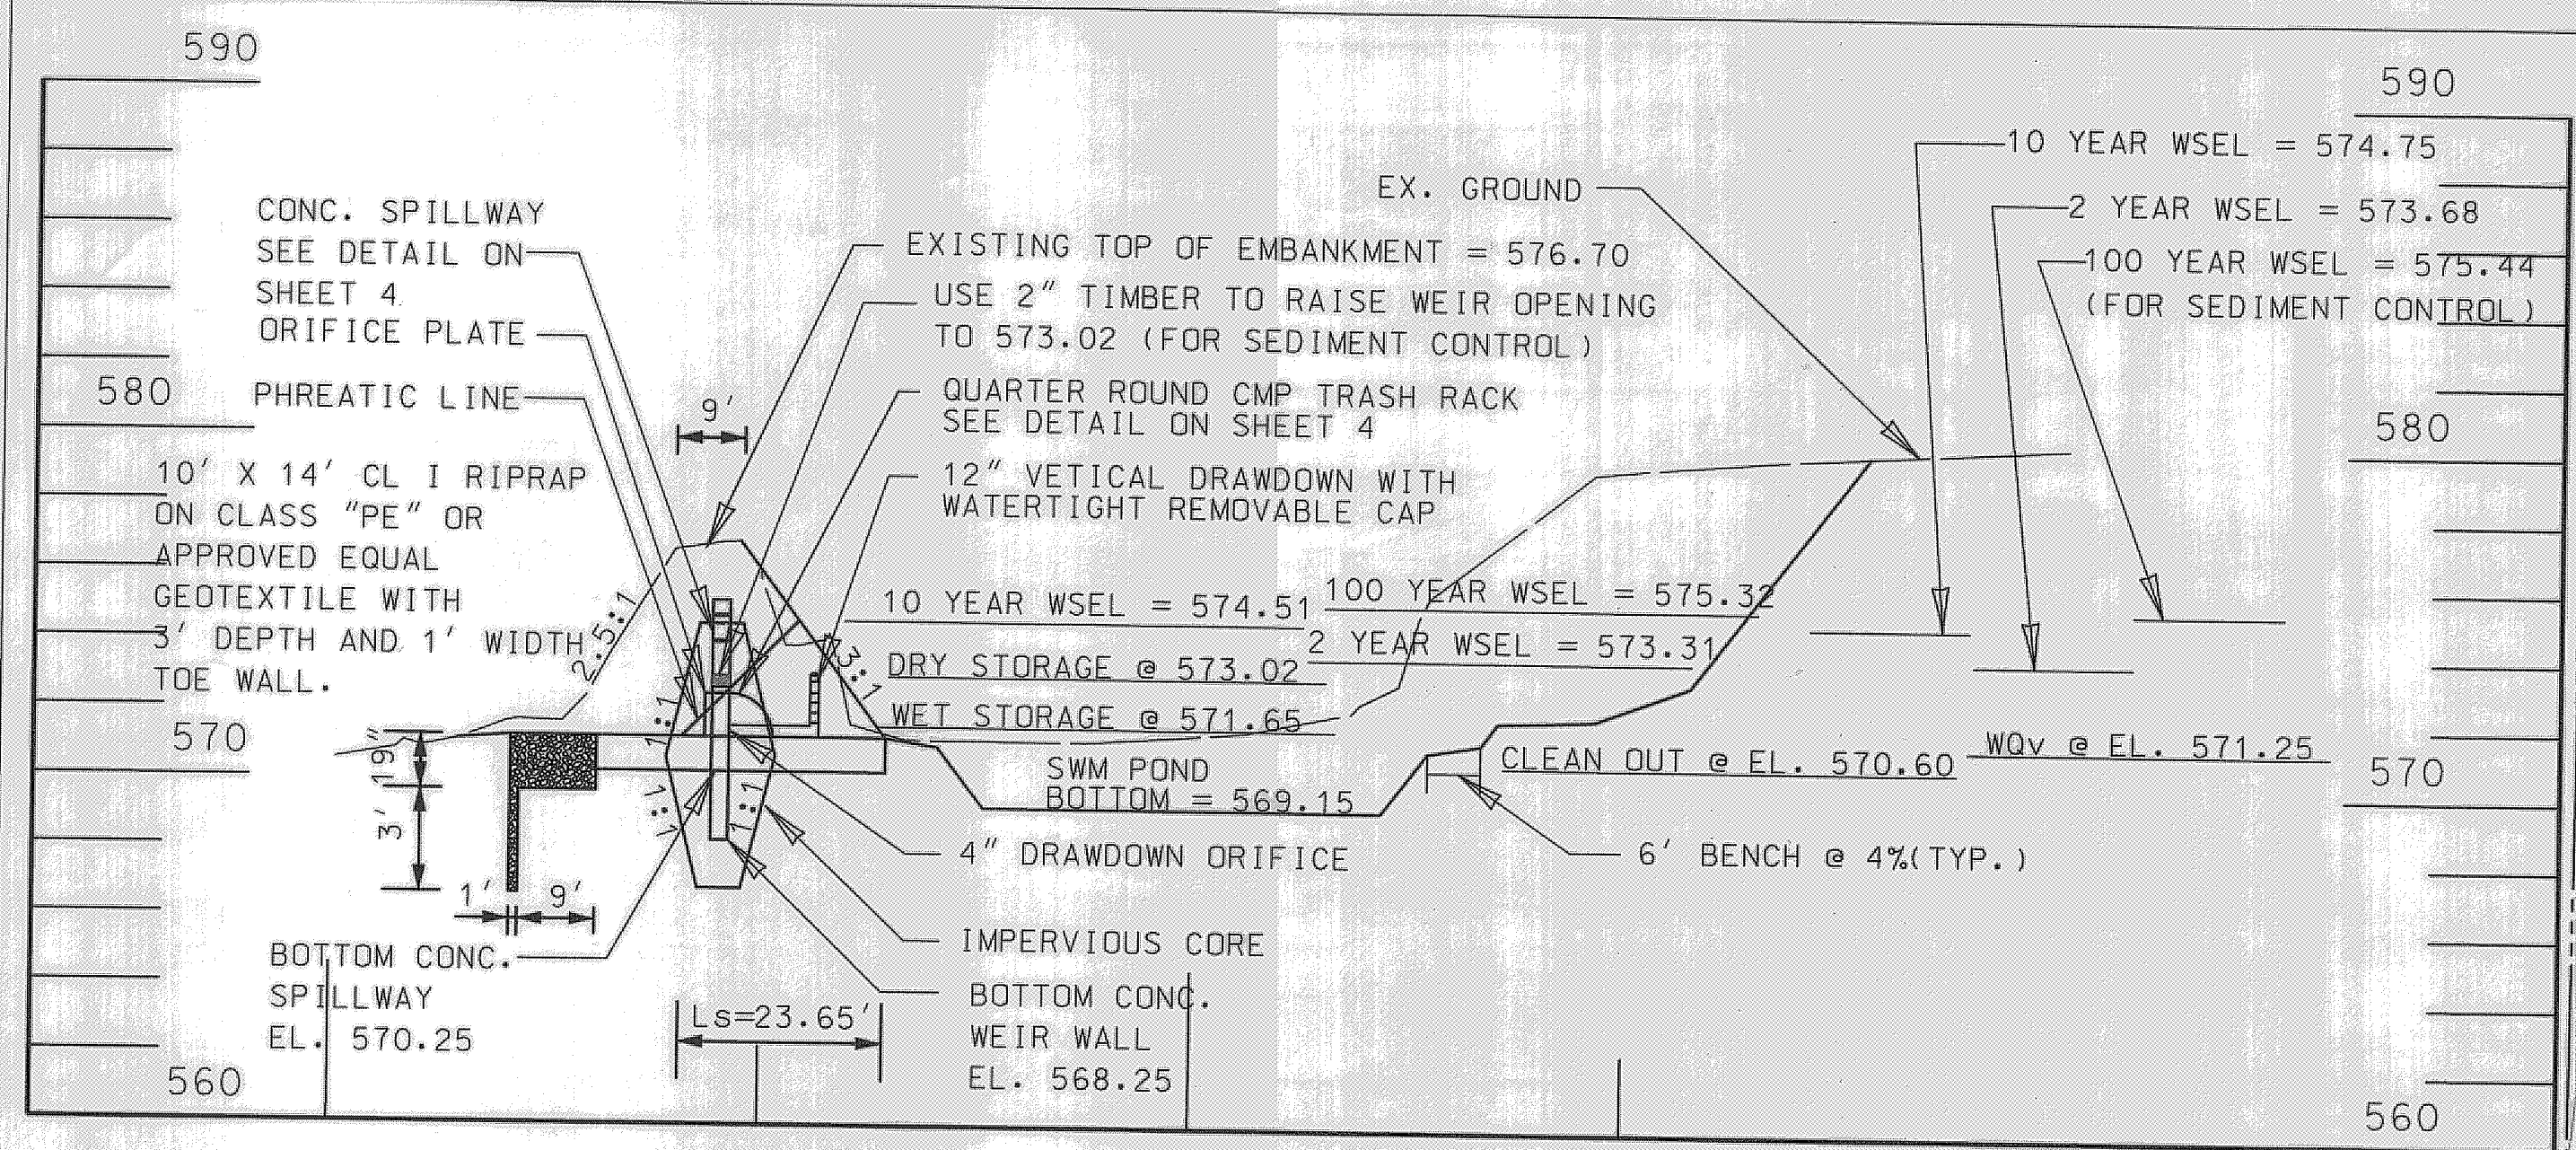 590
590
10 YEAR WSEL = 574.75
EX. GROUND
2 YEAR WSEL = 573.68
100 YEAR WSEL = 575.44
(FOR SEDIMENT CONTROL)
CONC. SPILLWAY
SEE DETAIL ON
SHEET 4
ORIFICE PLATE
PHREATIC LINE
EXISTING TOP OF EMBANKMENT = 576.70
USE 2" TIMBER TO RAISE WEIR OPENING
TO 573.02 (FOR SEDIMENT CONTROL)
QUARTER ROUND CMP TRASH RACK
SEE DETAIL ON SHEET 4
12" VETICAL DRAWDOWN WITH
WATERTIGHT REMOVABLE CAP
580
9'
580
10' X 14' CL I RIPRAP
ON CLASS "PE" OR
APPROVED EQUAL
GEOTEXTILE WITH
3' DEPTH AND 1' WIDTH
TOE WALL.
2.5:1
3:1
10 YEAR WSEL = 574.51
100 YEAR WSEL = 575.32
2 YEAR WSEL = 573.31
DRY STORAGE @ 573.02
WET STORAGE @ 571.65
1:1
1:1
1:1
570
19"
3'
1'
9'
SWM POND
BOTTOM = 569.15
CLEAN OUT @ EL. 570.60
WQv @ EL. 571.25
570
4" DRAWDOWN ORIFICE
6' BENCH @ 4%(TYP.)
IMPERVIOUS CORE
BOTTOM CONC.
SPILLWAY
EL. 570.25
Ls=23.65'
BOTTOM CONC.
WEIR WALL
EL. 568.25
560
560